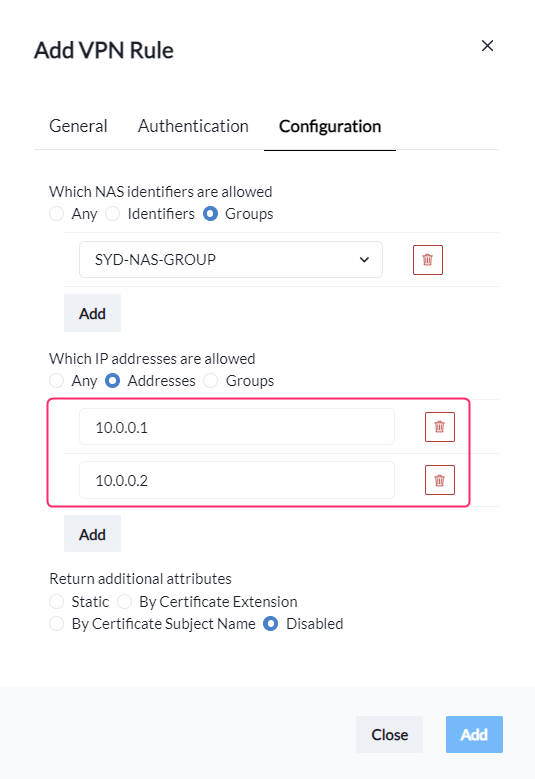 Add VPN Rule
General Authentication Configuration
Which NAS identifiers are allowed
Any Identifiers Groups
SYD-NAS-GROUP
Add
Which IP addresses are allowed
Any Addresses Groups
10.0.0.1
10.0.0.2
Add
Return additional attributes
Static By Certificate Extension
By Certificate Subject Name Disabled
Close Add